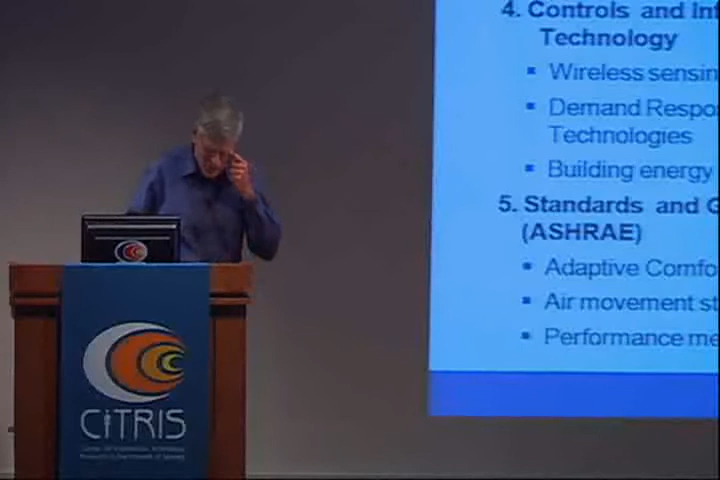 4. Controls and Inf
Technology
Wireless sensin
Demand Respo
Technologies
Building energy
5. Standards and G
(ASHRAE)
Adaptive Comfo
Air movement st
Performance me
CiTRIS